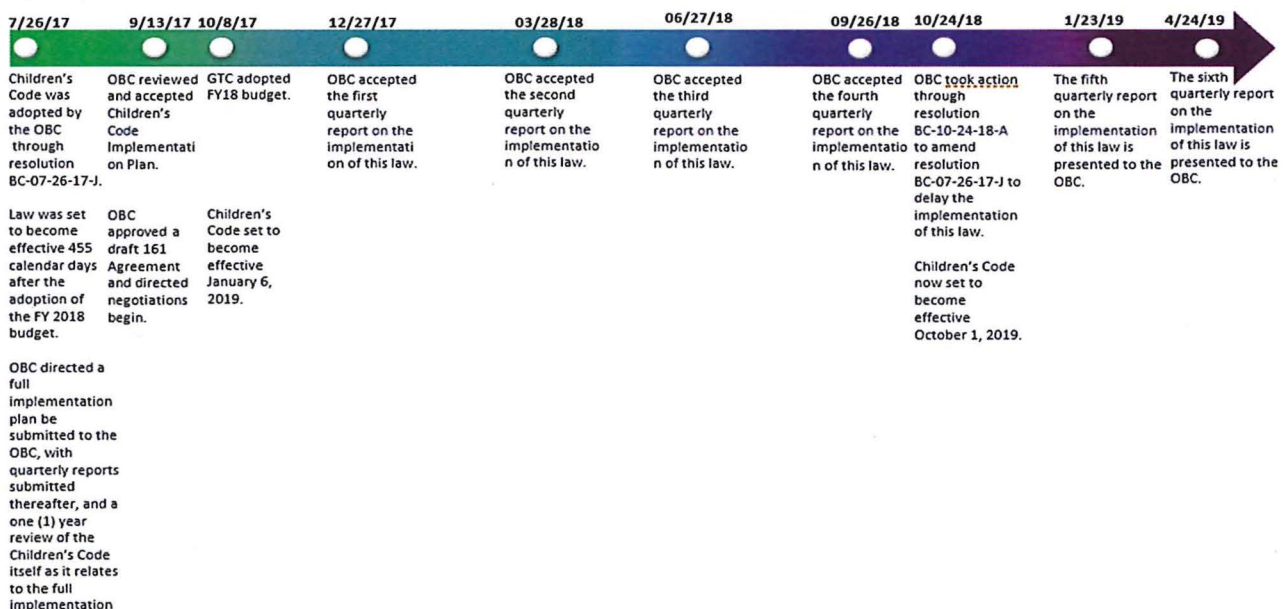 7/26/17
9/13/17
10/8/17
12/27/17
03/28/18
06/27/18
09/26/18
10/24/18
1/23/19
4/24/19
Children's
Code was
adopted by
the OBC
through
resolution
BC-07-26-17-J.
Law was set
to become
effective 455
calendar days
after the
adoption of
the FY 2018
budget.
OBC directed a
full
implementation
plan be
submitted to the
OBC, with
quarterly reports
submitted
thereafter, and a
one (1) year
review of the
Children's Code
itself as it relates
to the full
implementation
OBC reviewed
and accepted
Children's
Code
Implementati
on Plan.
OBC
approved a
draft 161
Agreement
and directed
negotiations
begin.
GTC adopted
FY18 budget.
Children's
Code set to
become
effective
January 6,
2019.
OBC accepted
the first
quarterly
report on the
implementati
on of this law.
OBC accepted
the second
quarterly
report on the
implementatio
n of this law.
OBC accepted
the third
quarterly
report on the
implementatio
n of this law.
OBC accepted
the fourth
quarterly
report on the
implementatio
n of this law.
OBC took action
through
resolution
BC-10-24-18-A
to amend
resolution
BC-07-26-17-J to
delay the
implementation
of this law.
Children's Code
now set to
become
effective
October 1, 2019.
The fifth
quarterly report
on the
implementation
of this law is
presented to the
OBC.
The sixth
quarterly report
on the
implementation
of this law is
presented to the
OBC.